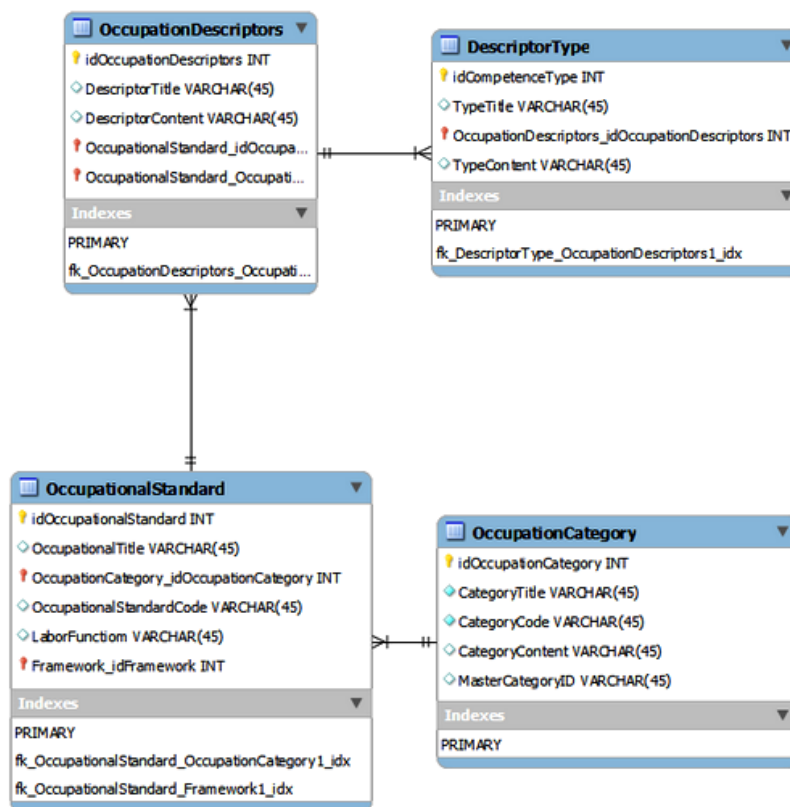 OccupationDescriptors
idOccupationDescriptors INT
DescriptorTitle VARCHAR(45)
DescriptorContent VARCHAR(45)
OccupationalStandard_idOccupa...
OccupationalStandard_Occupati...
Indexes
PRIMARY
fk_OccupationDescriptors_Occupati...
DescriptorType
idCompetenceType INT
TypeTitle VARCHAR(45)
OccupationDescriptors_idOccupationDescriptors INT
TypeContent VARCHAR(45)
Indexes
PRIMARY
fk_DescriptorType_OccupationDescriptors1_idx
OccupationalStandard
idOccupationalStandard INT
OccupationalTitle VARCHAR(45)
OccupationCategory_idOccupationCategory INT
OccupationalStandardCode VARCHAR(45)
LaborFunctiom VARCHAR(45)
Framework_idFramework INT
Indexes
PRIMARY
fk_OccupationalStandard_OccupationCategory1_idx
fk_OccupationalStandard_Framework1_idx
OccupationCategory
idOccupationCategory INT
CategoryTitle VARCHAR(45)
CategoryCode VARCHAR(45)
CategoryContent VARCHAR(45)
MasterCategoryID VARCHAR(45)
Indexes
PRIMARY